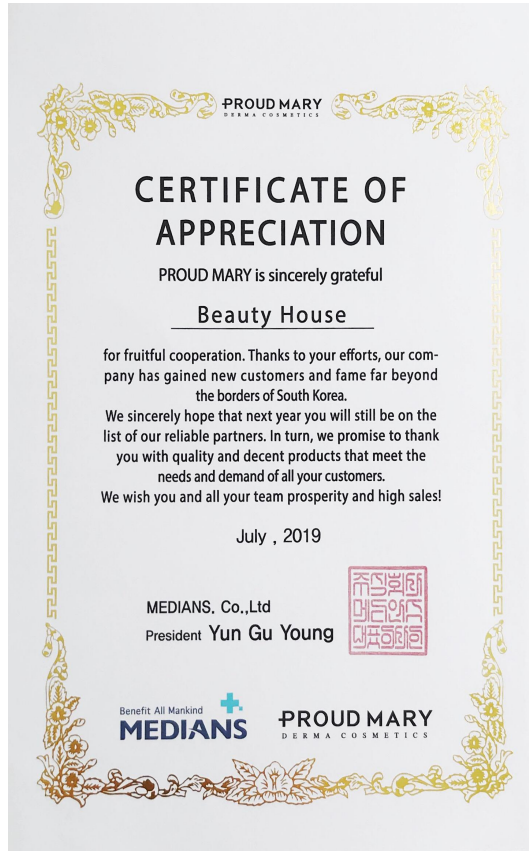 PROUD MARY
DERMA COSMETICS
CERTIFICATE OF
APPRECIATION
PROUD MARY is sincerely grateful
Beauty House
for fruitful cooperation. Thanks to your efforts, our com-
pany has gained new customers and fame far beyond
the borders of South Korea.
We sincerely hope that next year you will still be on the
list of our reliable partners. In turn, we promise to thank
you with quality and decent products that meet the
needs and demand of all your customers.
We wish you and all your team prosperity and high sales!
July , 2019
MEDIANS. Co.,Ltd
President Yun Gu Young
Benefit All Mankind
MEDIANS
PROUD MARY
DERMA COSMETICS